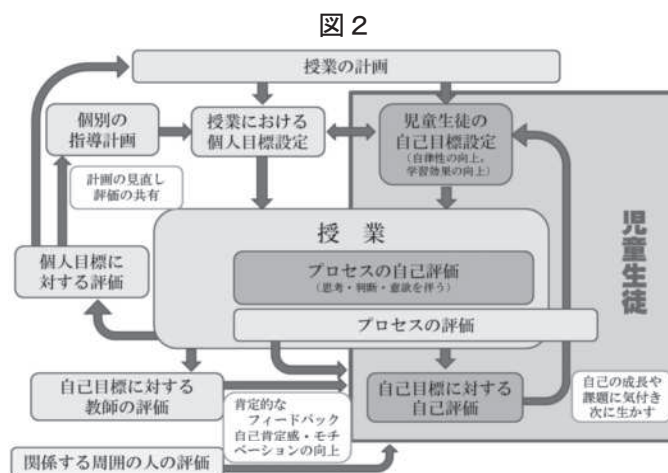 図２
授業の計画
個別の
指導計画
授業における
個人目標設定
児童生徒の
自己目標設定
（自律性の向上，
学習効果の向上）
計画の見直し
評価の共有
授　業
児童生徒
個人目標に
対する評価
プロセスの自己評価
（思考・判断・意欲を伴う）
プロセスの評価
自己目標に対する
教師の評価
肯定的な
フィードバック
自己肯定感・モチ
ベーションの向上
自己目標に対する
自己評価
自己の成長や
課題に気付き
次に生かす
関係する周囲の人の評価